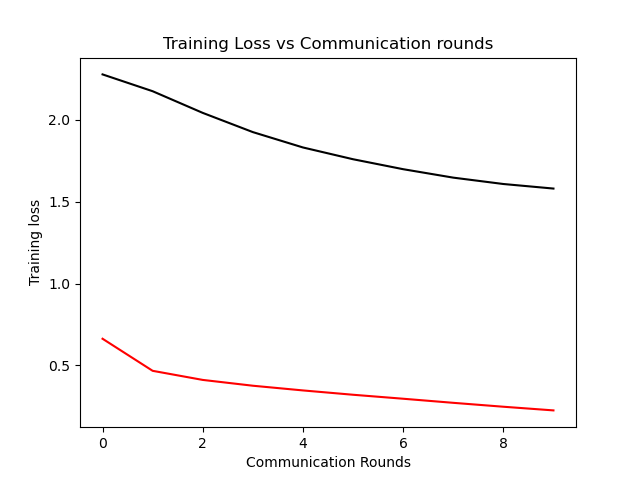 Training Loss vs Communication rounds
2.0
1.5
1.0
0.5
Training loss
0 2 4 6 8
Communication Rounds